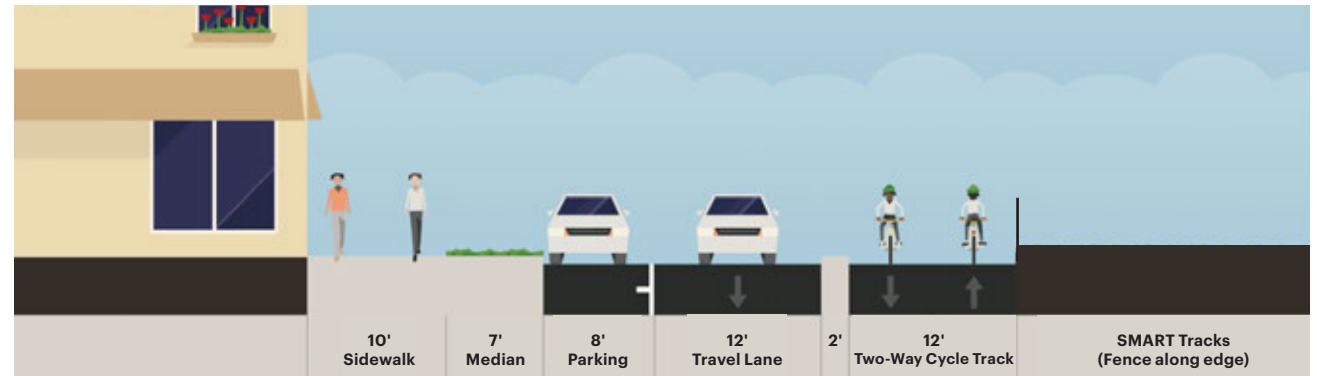 10'
Sidewalk
7'
Median
8'
Parking
12'
Travel Lane
2'
12'
Two-Way Cycle Track
SMART Tracks
(Fence along edge)